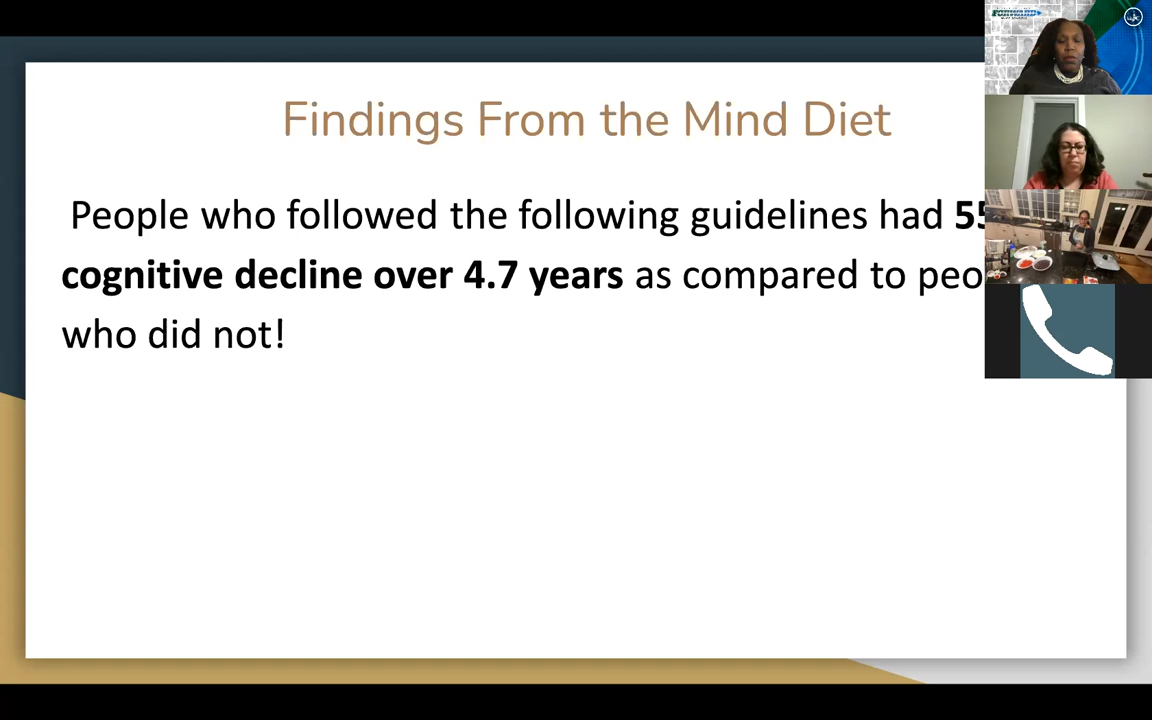 FORWARD
Findings From the Mind Diet
People who followed the following guidelines had
cognitive decline over 4.7 years as compared to
who did not!